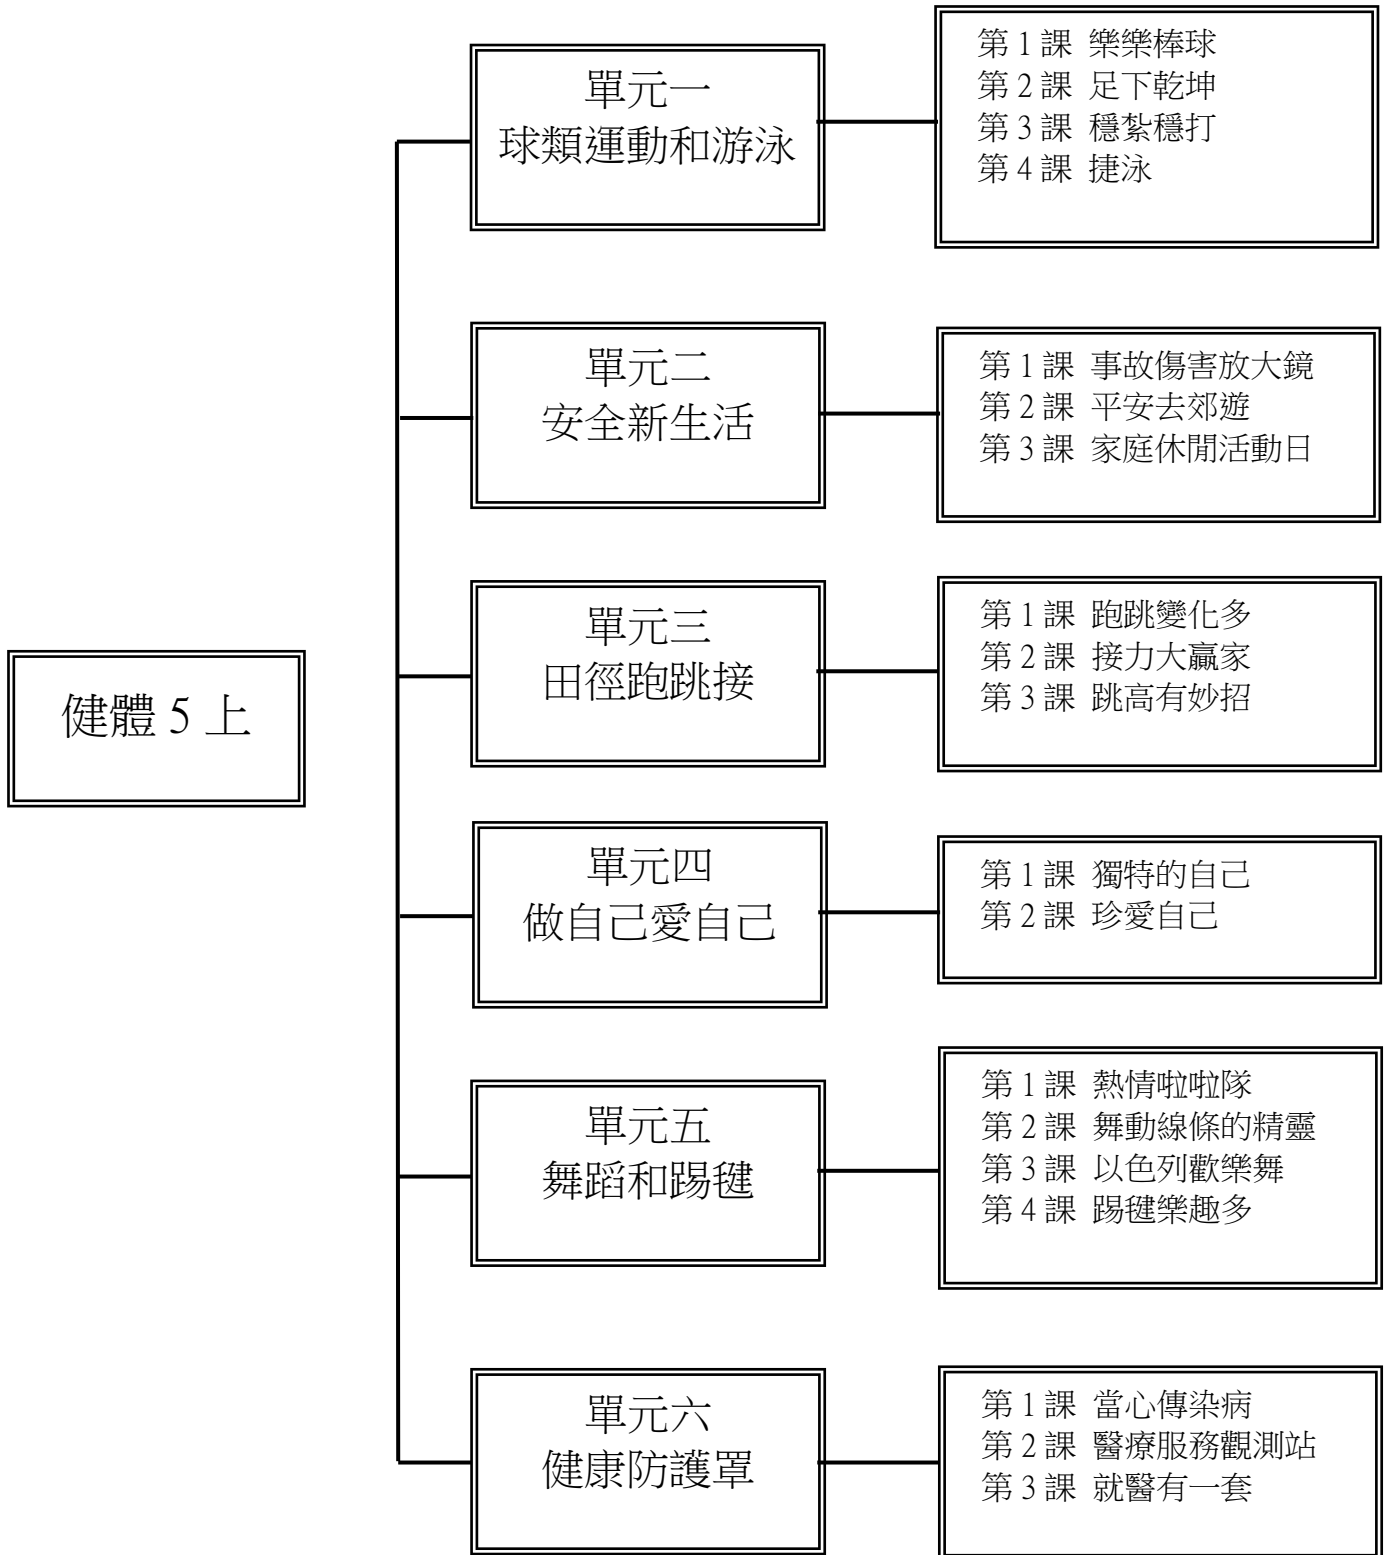 健體 5 上
單元一
球類運動和游泳
第 1 課 樂樂棒球
第 2 課 足下乾坤
第 3 課 穩紮穩打
第 4 課 捷泳
單元二
安全新生活
第 1 課 事故傷害放大鏡
第 2 課 平安去郊遊
第 3 課 家庭休閒活動日
單元三
田徑跑跳接
第 1 課 跑跳變化多
第 2 課 接力大贏家
第 3 課 跳高有妙招
單元四
做自己愛自己
第 1 課 獨特的自己
第 2 課 珍愛自己
單元五
舞蹈和踢毽
第 1 課 熱情啦啦隊
第 2 課 舞動線條的精靈
第 3 課 以色列歡樂舞
第 4 課 踢毽樂趣多
單元六
健康防護罩
第 1 課 當心傳染病
第 2 課 醫療服務觀測站
第 3 課 就醫有一套